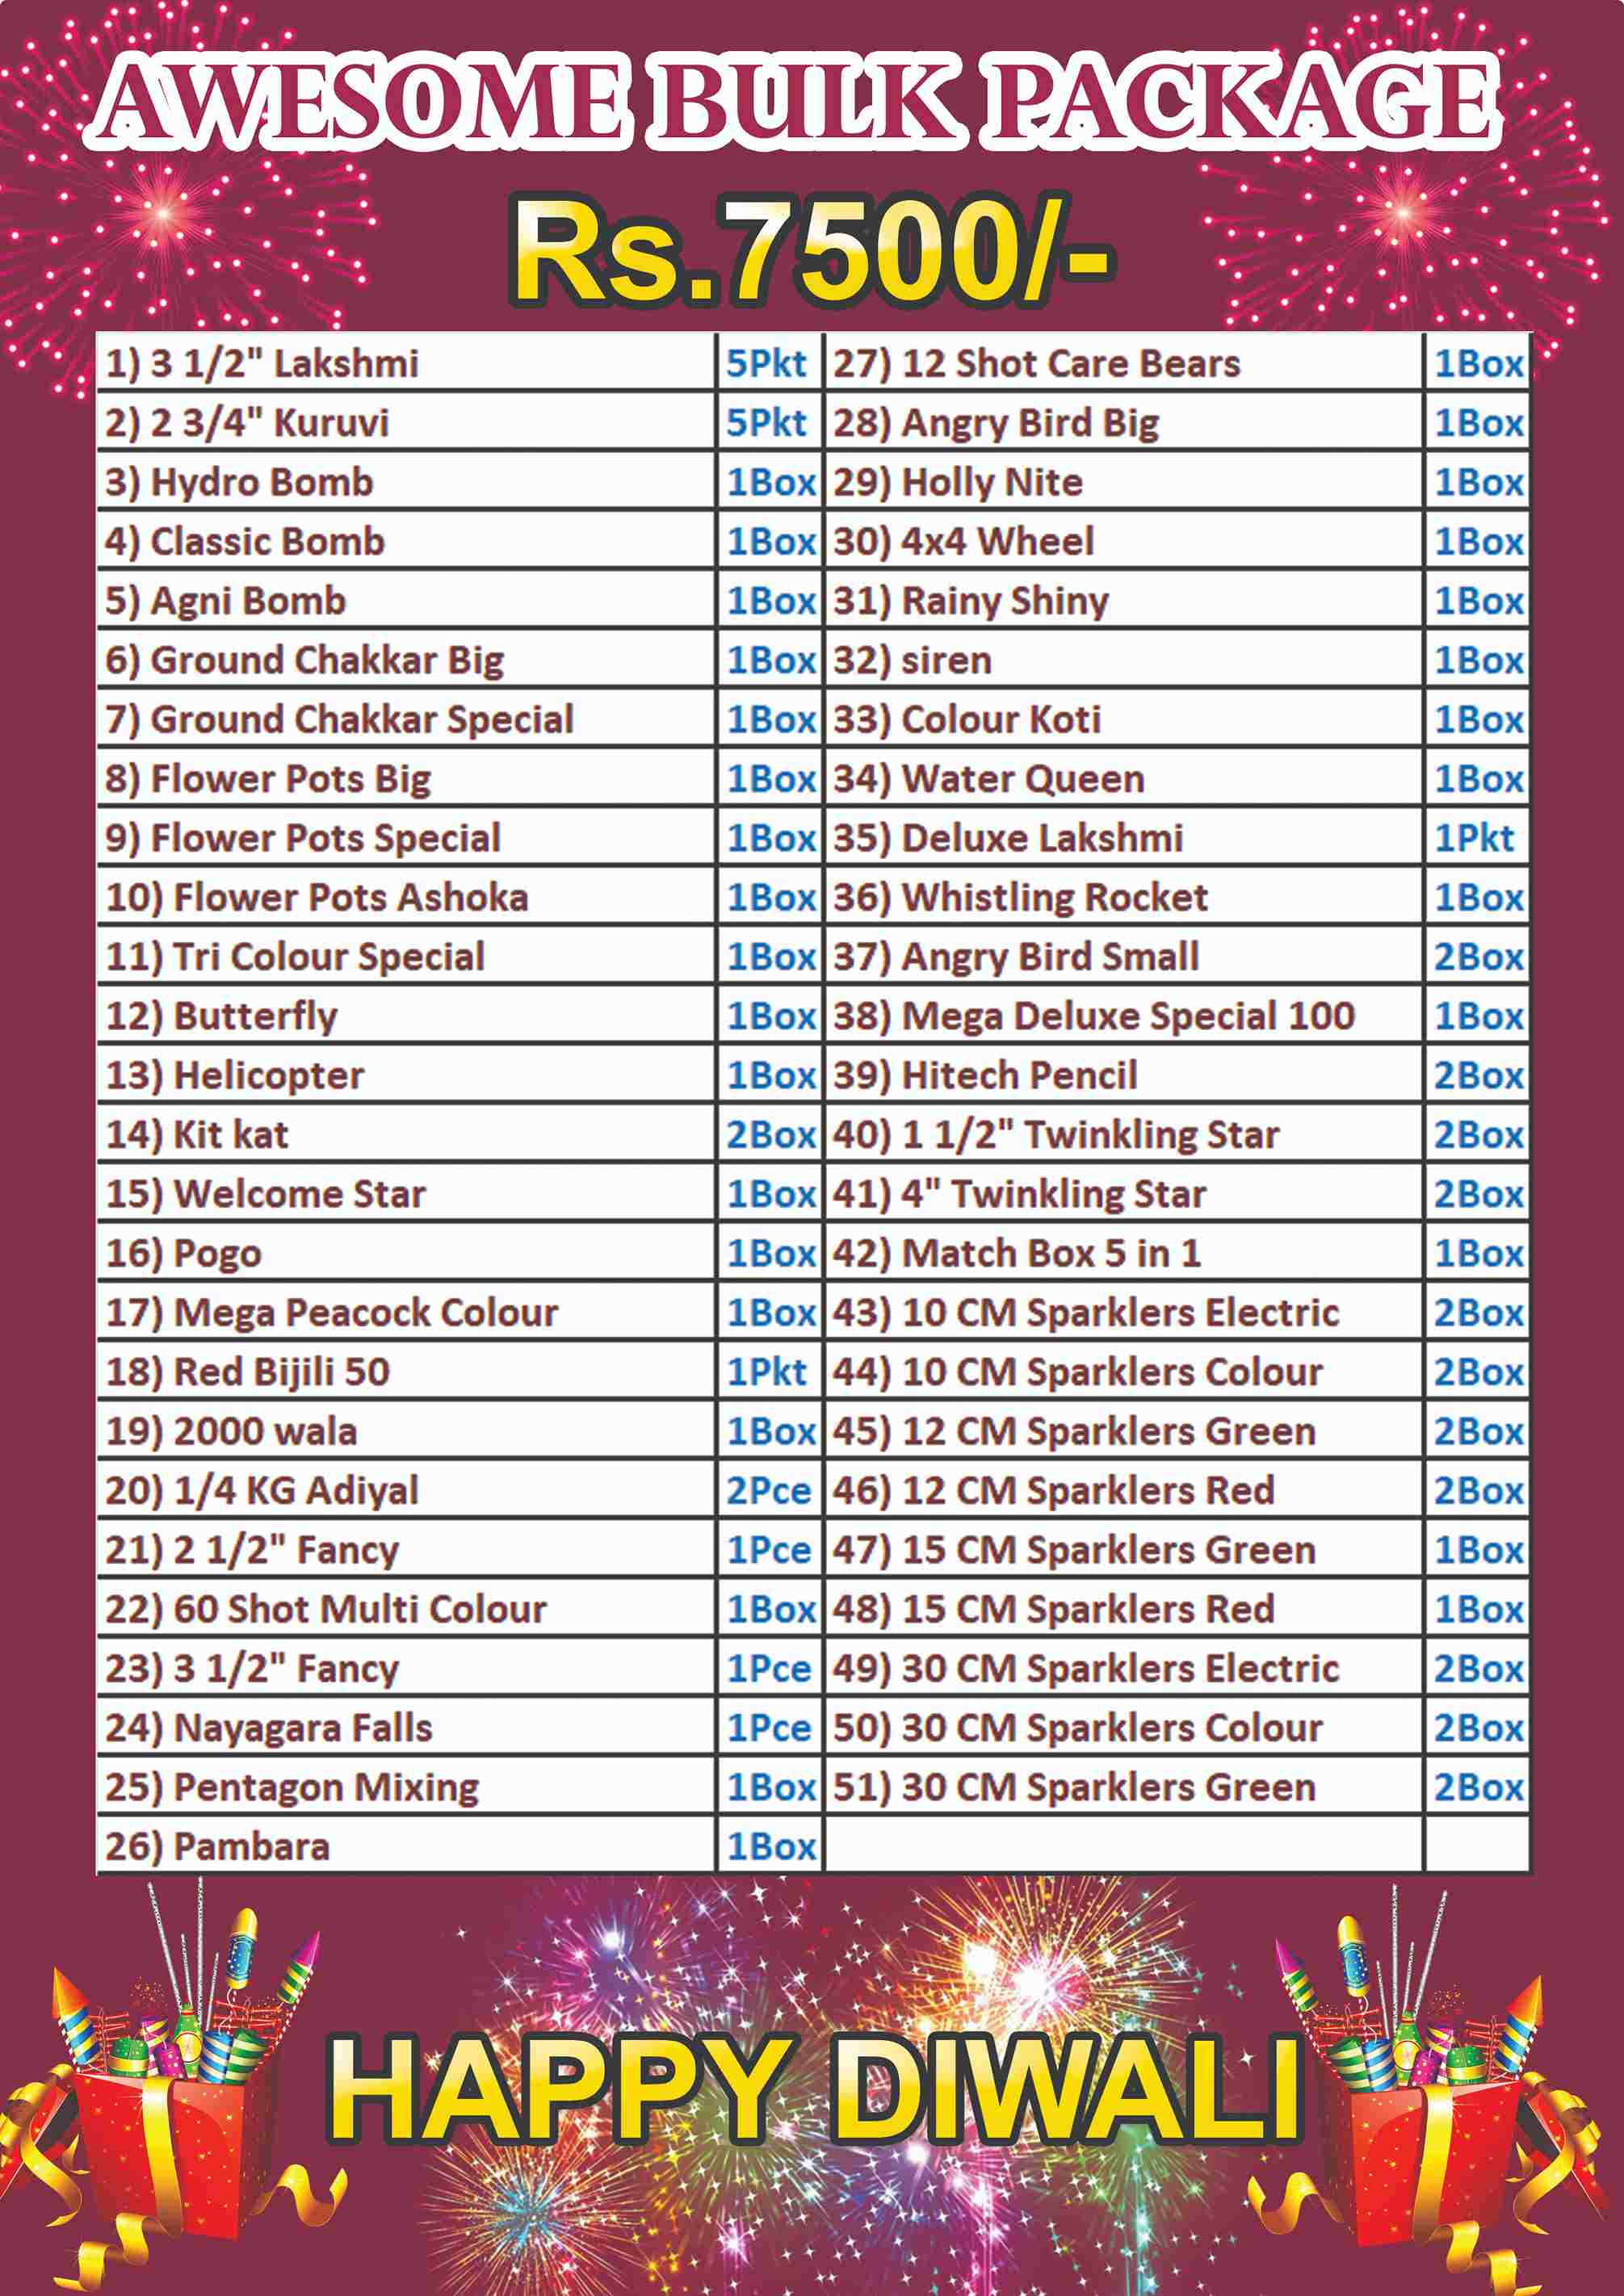 AWESOME BULK PACKAGE
Rs.7500/-
1) 3 1/2" Lakshmi 5Pkt 27) 12 Shot Care Bears 1Box
2) 2 3/4" Kuruvi 5Pkt 28) Angry Bird Big 1Box
3) Hydro Bomb 1Box 29) Holly Nite 1Box
4) Classic Bomb 1Box 30) 4x4 Wheel 1Box
5) Agni Bomb 1Box 31) Rainy Shiny 1Box
6) Ground Chakkar Big 1Box 32) siren 1Box
7) Ground Chakkar Special 1Box 33) Colour Koti 1Box
8) Flower Pots Big 1Box 34) Water Queen 1Box
9) Flower Pots Special 1Box 35) Deluxe Lakshmi 1Pkt
10) Flower Pots Ashoka 1Box 36) Whistling Rocket 1Box
11) Tri Colour Special 1Box 37) Angry Bird Small 2Box
12) Butterfly 1Box 38) Mega Deluxe Special 100 1Box
13) Helicopter 1Box 39) Hitech Pencil 2Box
14) Kit kat 2Box 40) 1 1/2" Twinkling Star 2Box
15) Welcome Star 1Box 41) 4" Twinkling Star 2Box
16) Pogo 1Box 42) Match Box 5 in 1 1Box
17) Mega Peacock Colour 1Box 43) 10 CM Sparklers Electric 2Box
18) Red Bijili 50 1Pkt 44) 10 CM Sparklers Colour 2Box
19) 2000 wala 1Box 45) 12 CM Sparklers Green 2Box
20) 1/4 KG Adiyal 2Pce 46) 12 CM Sparklers Red 2Box
21) 2 1/2" Fancy 1Pce 47) 15 CM Sparklers Green 1Box
22) 60 Shot Multi Colour 1Box 48) 15 CM Sparklers Red 1Box
23) 3 1/2" Fancy 1Pce 49) 30 CM Sparklers Electric 2Box
24) Nayagara Falls 1Pce 50) 30 CM Sparklers Colour 2Box
25) Pentagon Mixing 1Box 51) 30 CM Sparklers Green 2Box
26) Pambara 1Box
HAPPY DIWALI